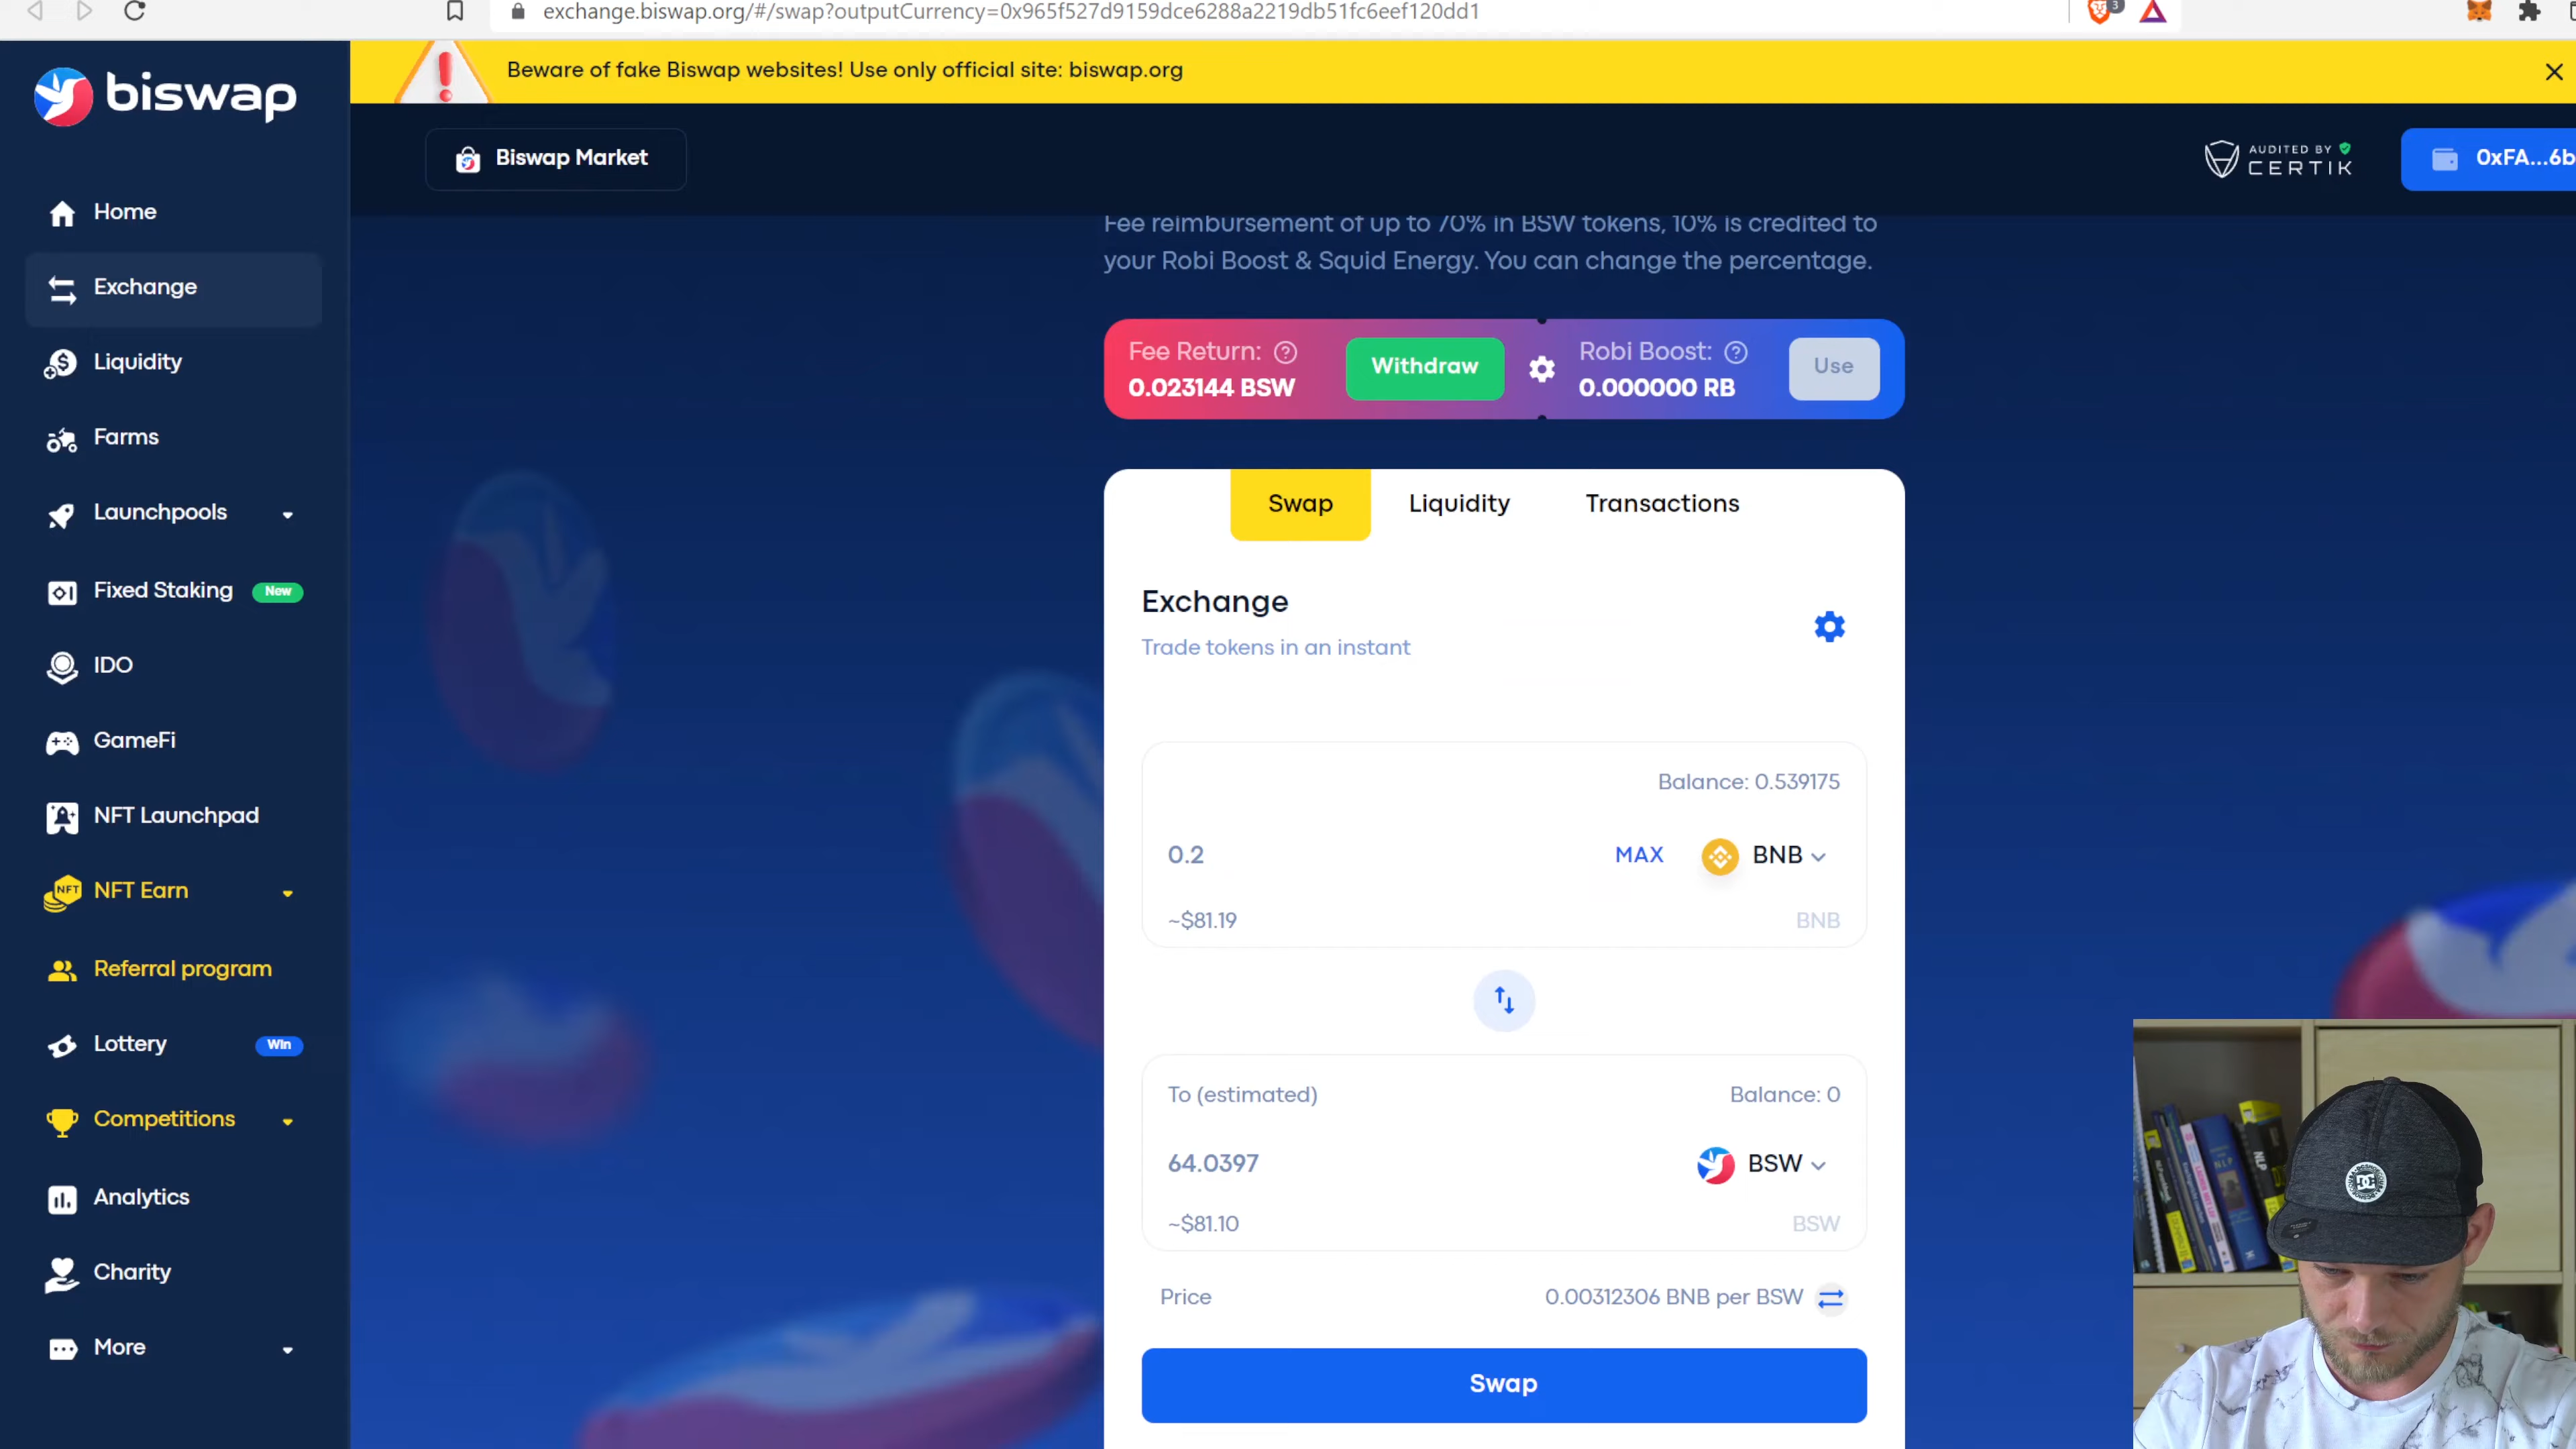 exchange.biswap.org/#/swap?outputCurrency=0x965f527d9159dce6288a2219db51fc6eef120dd1
3
Beware of fake Biswap websites! Use only official site: biswap.org
biswap
Biswap Market
AUDITED BY
CERTIK
0xFA...6b
Home
Exchange
Liquidity
Farms
Launchpools
Fixed Staking New
IDO
GameFi
NFT Launchpad
NFT
NFT Earn
Referral program
Lottery Win
Competitions
Analytics
Charity
More
Fee reimbursement of up to 70% in BSW tokens, 10% is credited to
your Robi Boost & Squid Energy. You can change the percentage.
Fee Return: ?
0.023144 BSW
Withdraw
Robi Boost: ?
0.000000 RB
Use
Swap Liquidity Transactions
Exchange
Trade tokens in an instant
Balance: 0.539175
0.2 MAX BNB
~$81.19 BNB
To (estimated) Balance: 0
64.0397 BSW
~$81.10 BSW
Price 0.00312306 BNB per BSW
Swap
NLP
DC